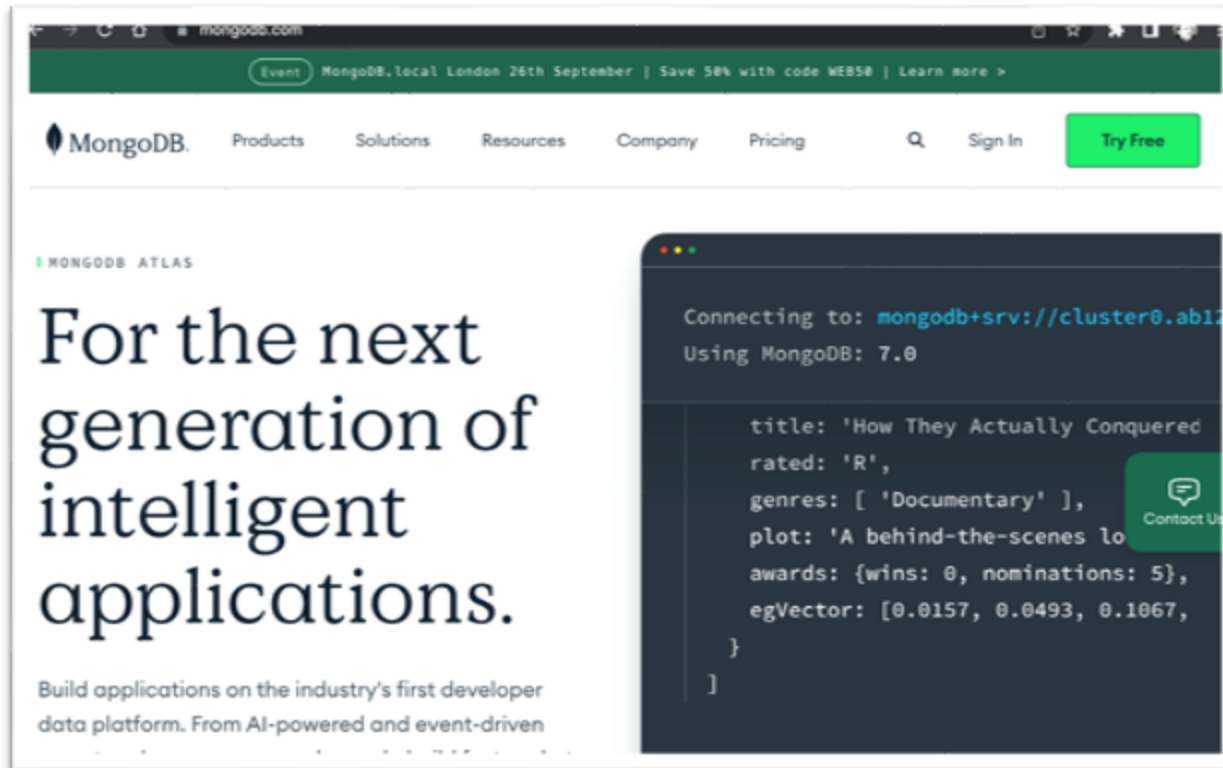 mongodb.com
Event MongoDB.local London 26th September | Save 50% with code WEB50 | Learn more >
MongoDB. Products Solutions Resources Company Pricing Sign In Try Free
MONGODB ATLAS
For the next
generation of
intelligent
applications.
Build applications on the industry's first developer
data platform. From AI-powered and event-driven
Connecting to: mongodb+srv://cluster0.ab12
Using MongoDB: 7.0
title: 'How They Actually Conquered
rated: 'R',
genres: [ 'Documentary' ],
plot: 'A behind-the-scenes lo
awards: {wins: 0, nominations: 5},
egVector: [0.0157, 0.0493, 0.1067,
}
]
Contact Us